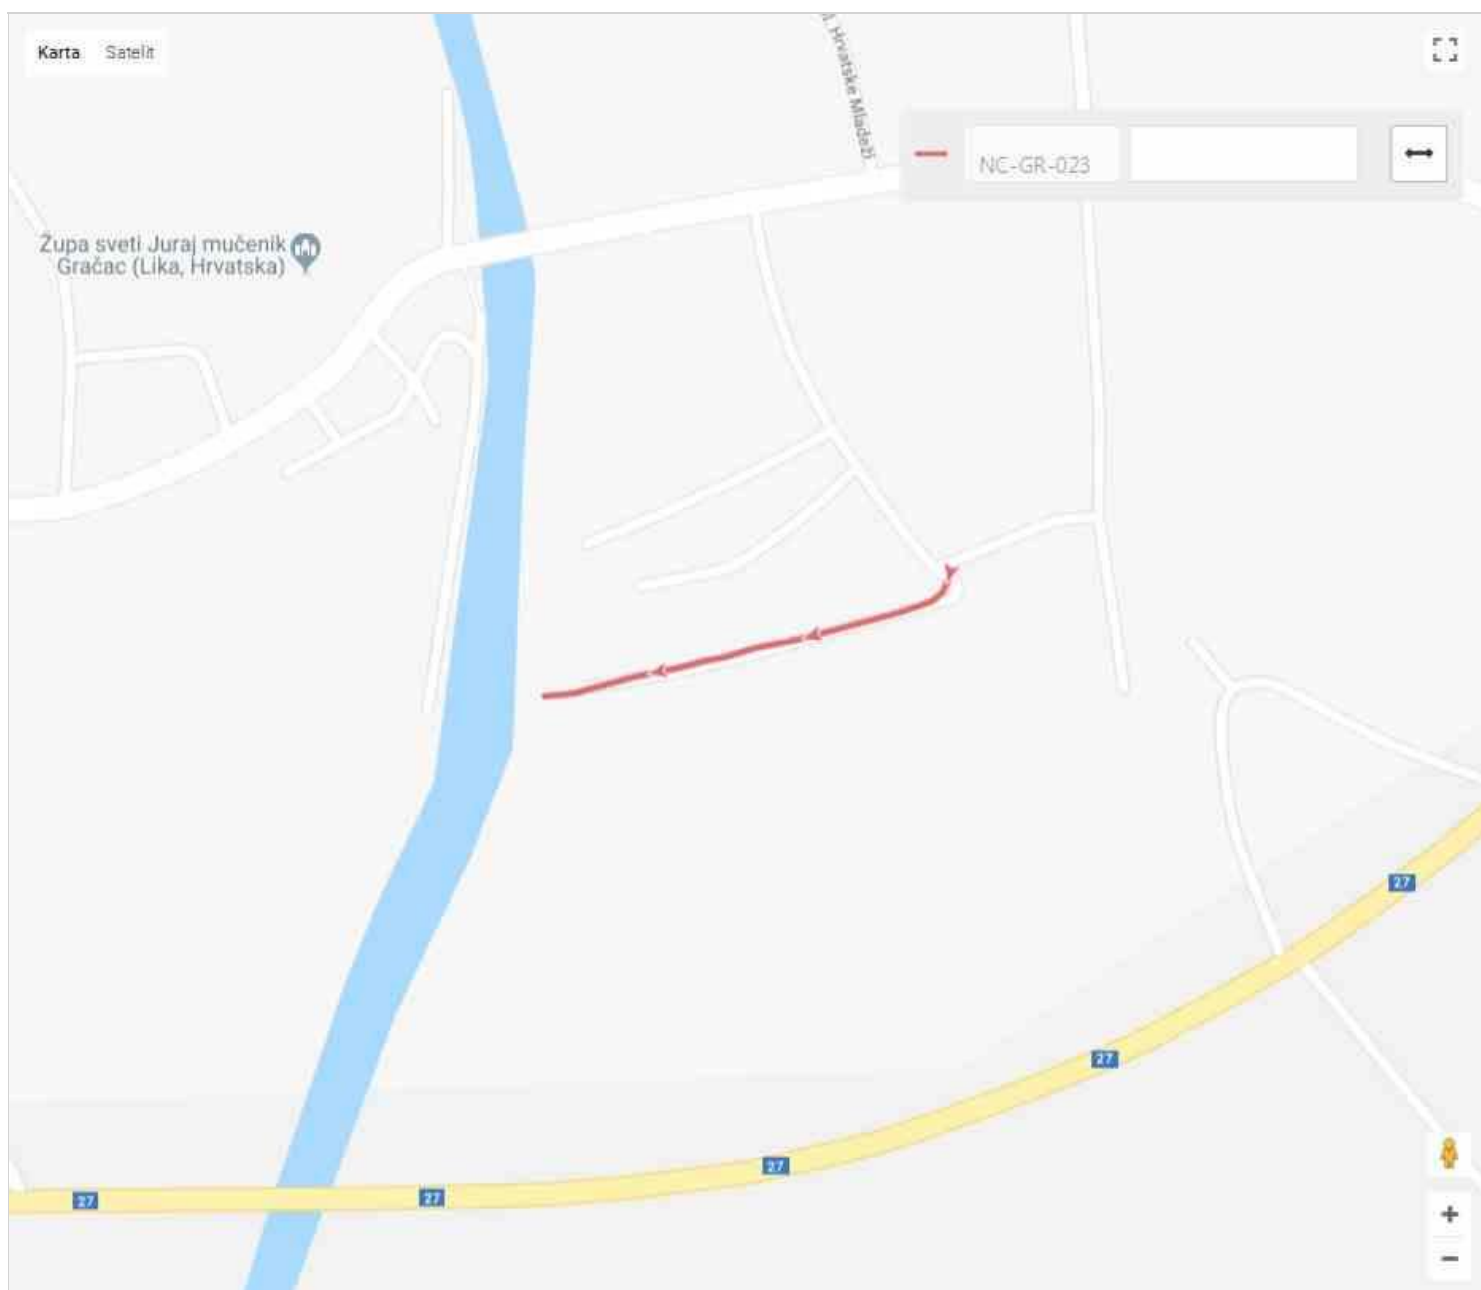 Karta Satelit
Hrvatske Mladeži
NC-GR-023
Župa sveti Juraj mučenik
Gračac (Lika, Hrvatska)
27
27
27
27
27